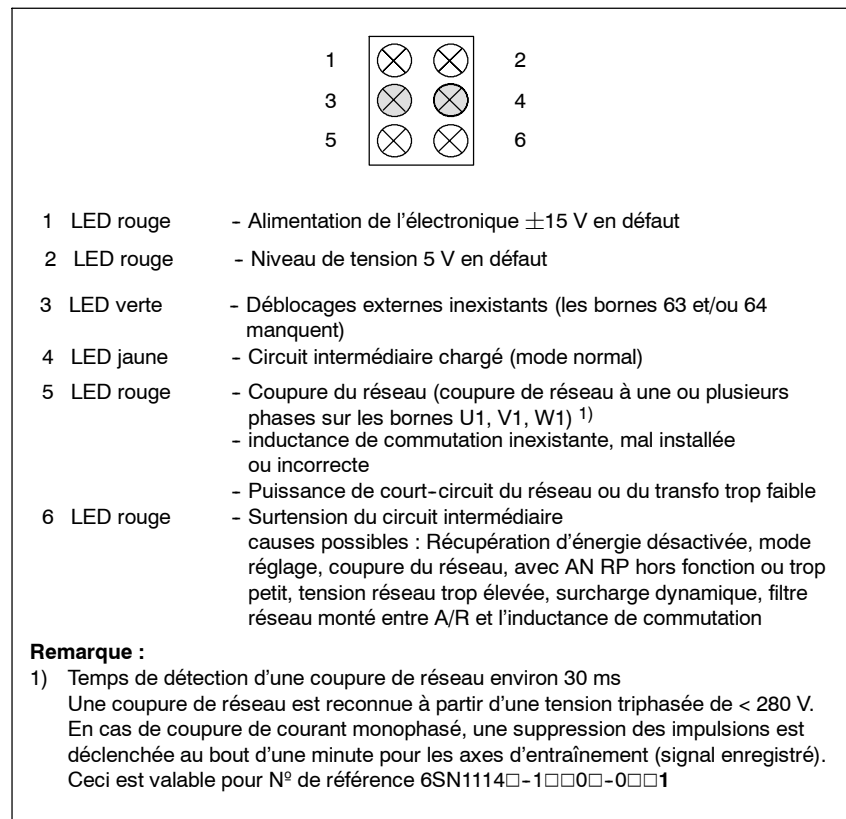 1 2
3 4
5 6
1 LED rouge - Alimentation de l'électronique ±15 V en défaut
2 LED rouge - Niveau de tension 5 V en défaut
3 LED verte - Déblocages externes inexistants (les bornes 63 et/ou 64
manquent)
4 LED jaune - Circuit intermédiaire chargé (mode normal)
5 LED rouge - Coupure du réseau (coupure de réseau à une ou plusieurs
phases sur les bornes U1, V1, W1) 1)
- inductance de commutation inexistante, mal installée
ou incorrecte
- Puissance de court-circuit du réseau ou du transfo trop faible
6 LED rouge - Surtension du circuit intermédiaire
causes possibles : Récupération d'énergie désactivée, mode
réglage, coupure du réseau, avec AN RP hors fonction ou trop
petit, tension réseau trop élevée, surcharge dynamique, filtre
réseau monté entre A/R et l'inductance de commutation
Remarque :
1) Temps de détection d'une coupure de réseau environ 30 ms
Une coupure de réseau est reconnue à partir d'une tension triphasée de < 280 V.
En cas de coupure de courant monophasé, une suppression des impulsions est
déclenchée au bout d'une minute pour les axes d'entraînement (signal enregistré).
Ceci est valable pour Nº de référence 6SN1114□-1□□0□-0□□1